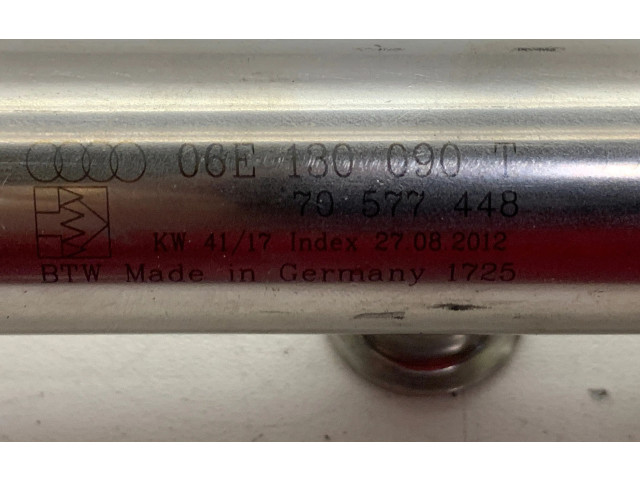 06E 130 090 T
70 577 448
KW 41/17 Index 27 08.2012
BTW Made in Germany 1725